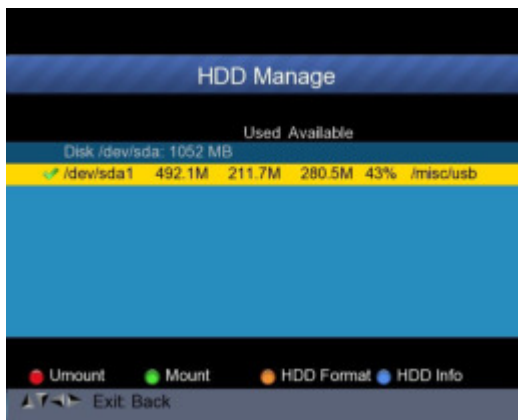 HDD Manage
Used Available
Disk /dev/sda: 1052 MB
/dev/sda1 492.1M 211.7M 280.5M 43% /misc/usb
Umount Mount HDD Format HDD Info
Exit: Back